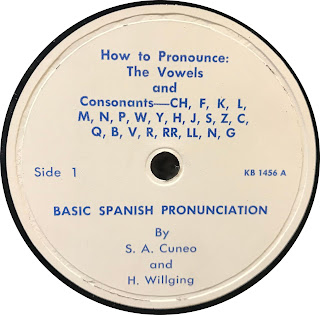 How to Pronounce:
The Vowels
and
Consonants—CH, F, K, L,
M, N, P, W, Y, H, J, S, Z, C,
Q, B, V, R, RR, LL, N, G
Side 1
KB 1456 A
BASIC SPANISH PRONUNCIATION
By
S. A. Cuneo
and
H. Willging